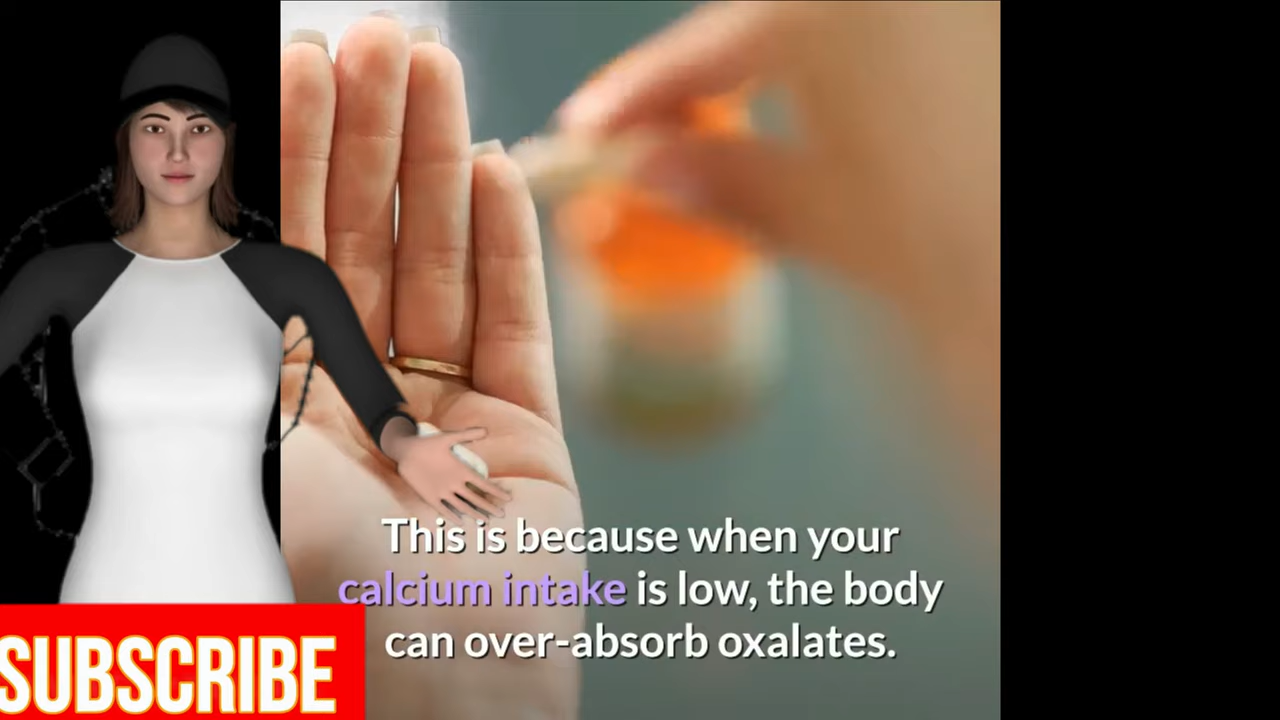 This is because when your
calcium intake is low, the body
can over-absorb oxalates.
SUBSCRIBE